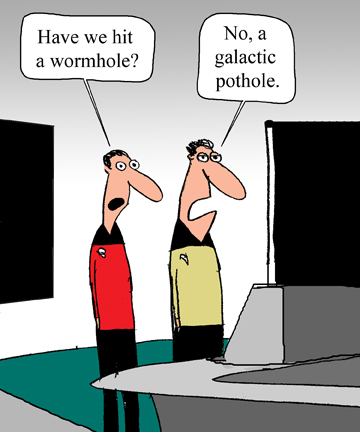 Have we hit
a wormhole?
No, a
galactic
pothole.